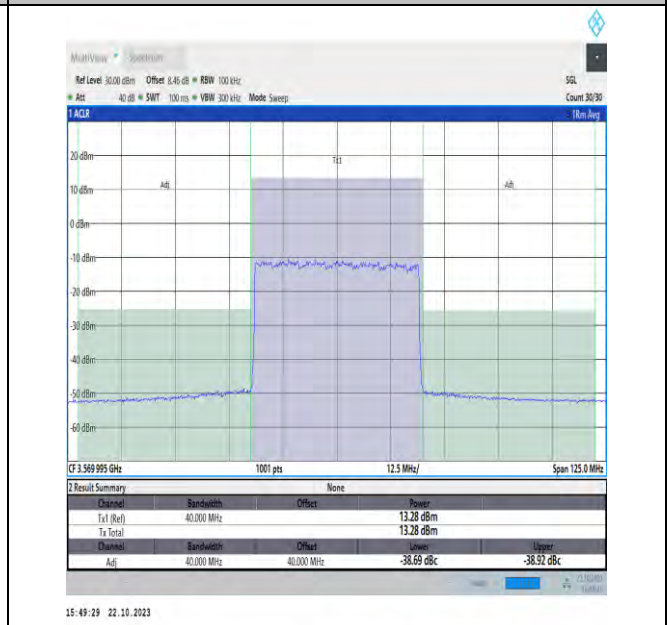 MultiView Spectrum
Ref Level 30.00 dBm Offset 8.46 dB RBW 100 kHz SGL
Att 40 dB SWT 100 ms VBW 300 kHz Mode Sweep Count 30/30
1 ACLR 1Rm Avg
20 dBm
Tx1
10 dBm Adj Adj
0 dBm
-10 dBm
-20 dBm
-30 dBm
-40 dBm
-50 dBm
-60 dBm
CF 3.569 995 GHz 1001 pts 12.5 MHz/ Span 125.0 MHz
2 Result Summary None
Channel Bandwidth Offset Power
Tx1 (Ref) 40.000 MHz 13.28 dBm
Tx Total 13.28 dBm
Channel Bandwidth Offset Lower Upper
Adj 40.000 MHz 40.000 MHz -38.69 dBc -38.92 dBc
15:49:29 22.10.2023